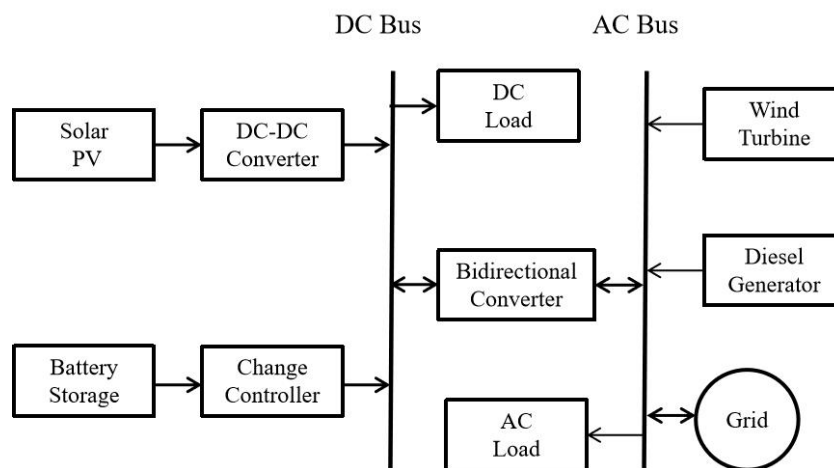 DC Bus
AC Bus
Solar
PV
DC-DC
Converter
DC
Load
Wind
Turbine
Bidirectional
Converter
Diesel
Generator
Battery
Storage
Change
Controller
AC
Load
Grid